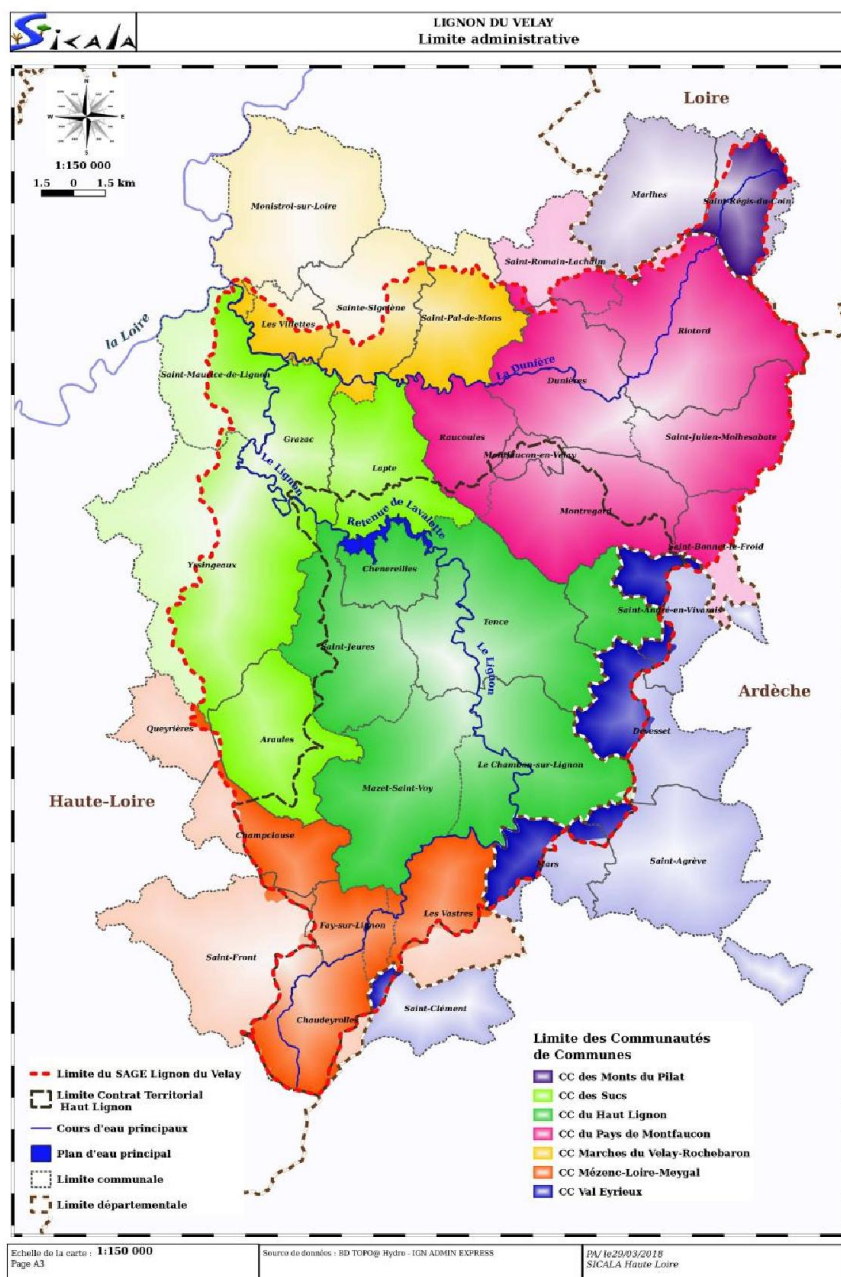 Sicala
LIGNON DU VELAY
Limite administrative
N
W E
S
1:150 000
1.5 0 1.5 km
Loire
Marlhes
Saint-Régis-du-Coin
Monistrol-sur-Loire
Saint-Romain-Lachalm
Sainte-Sigolène
Saint-Pal-de-Mons
Les Villettes
Riotord
la Loire
La Dunière
Dunières
Saint-Maurice-de-Lignon
Grazac
Raucoules
Saint-Julien-Molhesabate
Montfaucon-en-Velay
Le Lignon
Lapte
Montregard
Retenue de Lavalette
Saint-Bonnet-le-Froid
Yssingeaux
Chenereilles
Saint-André-en-Vivarais
Tence
Saint-Jeures
Le Lignon
Ardèche
Queyrières
Araules
Devesset
Le Chambon-sur-Lignon
Haute-Loire
Mazet-Saint-Voy
Champclause
Mars
Saint-Agrève
Les Vastres
Fay-sur-Lignon
Saint-Front
Chaudeyrolles
Saint-Clément
Limite du SAGE Lignon du Velay
Limite Contrat Territorial
Haut Lignon
Cours d'eau principaux
Plan d'eau principal
Limite communale
Limite départementale
Limite des Communautés
de Communes
CC des Monts du Pilat
CC des Sucs
CC du Haut Lignon
CC du Pays de Montfaucon
CC Marches du Velay-Rochebaron
CC Mézenc-Loire-Meygal
CC Val Eyrieux
Echelle de la carte : 1:150 000
Page A3
Source de données : BD TOPO@ Hydro - IGN ADMIN EXPRESS
PA/ le29/03/2018
SICALA Haute Loire